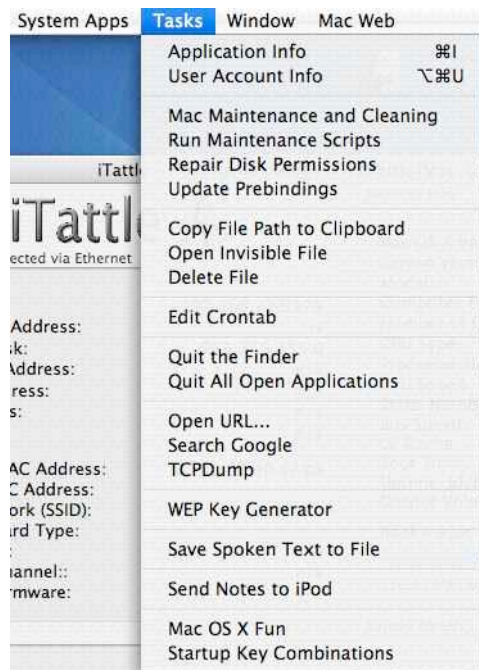 System Apps Tasks Window Mac Web
Application Info ⌘I
User Account Info ⌥⌘U
Mac Maintenance and Cleaning
Run Maintenance Scripts
Repair Disk Permissions
Update Prebindings
Copy File Path to Clipboard
Open Invisible File
Delete File
Edit Crontab
Quit the Finder
Quit All Open Applications
Open URL...
Search Google
TCPDump
WEP Key Generator
Save Spoken Text to File
Send Notes to iPod
Mac OS X Fun
Startup Key Combinations
iTattl
iTattl
ected via Ethernet
Address:
sk:
Address:
ress:
s:
AC Address:
C Address:
ork (SSID):
ard Type:
:
annel::
mware: